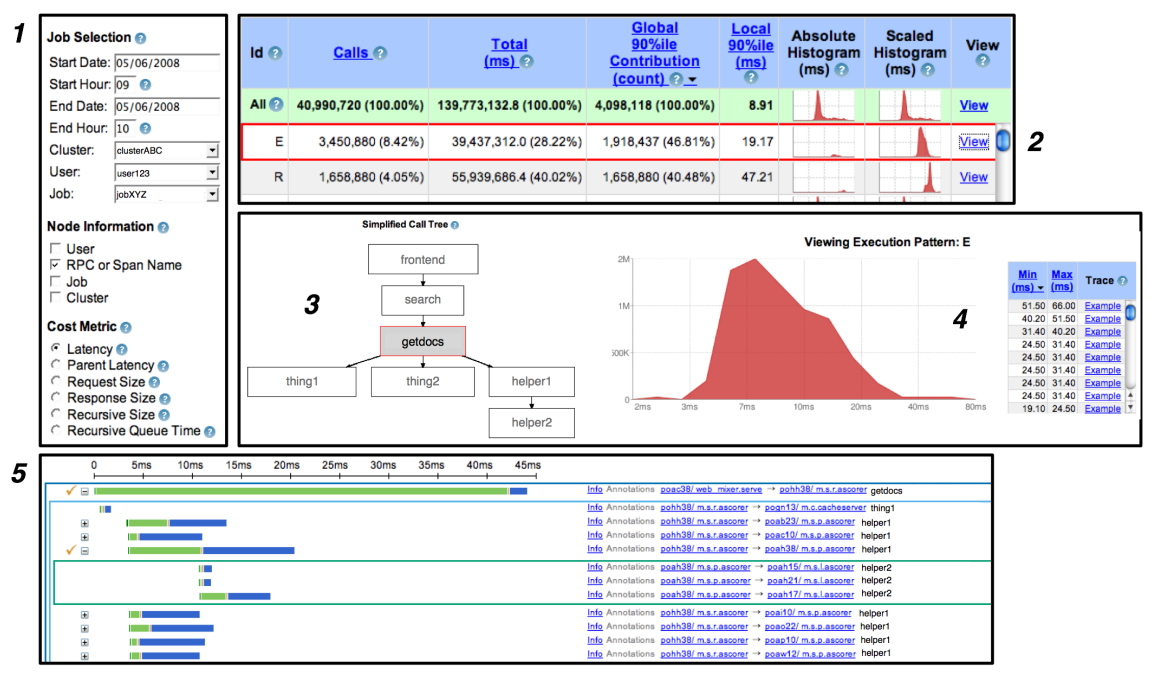 1
Job Selection ?
Start Date: 05/06/2008
Start Hour: 09 ?
End Date: 05/06/2008
End Hour: 10 ?
Cluster: clusterABC
User: user123
Job: jobXYZ
Node Information ?
User
RPC or Span Name
Job
Cluster
Cost Metric ?
Latency ?
Parent Latency ?
Request Size ?
Response Size ?
Recursive Size ?
Recursive Queue Time ?
2
Id ? Calls ? Total (ms) ? Global 90%ile Contribution (count) ? Local 90%ile (ms) ? Absolute Histogram (ms) ? Scaled Histogram (ms) ? View ?
All ? 40,990,720 (100.00%) 139,773,132.8 (100.00%) 4,098,118 (100.00%) 8.91 View
E 3,450,880 (8.42%) 39,437,312.0 (28.22%) 1,918,437 (46.81%) 19.17 View
R 1,658,880 (4.05%) 55,939,686.4 (40.02%) 1,658,880 (40.48%) 47.21 View
3
Simplified Call Tree ?
frontend
search
getdocs
thing1 thing2 helper1
helper2
Viewing Execution Pattern: E
2M
1M
500K
0
2ms 3ms 7ms 10ms 20ms 40ms 80ms
4
Min (ms) Max (ms) Trace ?
51.50 66.00 Example
40.20 51.50 Example
31.40 40.20 Example
24.50 31.40 Example
24.50 31.40 Example
24.50 31.40 Example
24.50 31.40 Example
24.50 31.40 Example
19.10 24.50 Example
5
0 5ms 10ms 15ms 20ms 25ms 30ms 35ms 40ms 45ms
Info Annotations poac38/ web_mixer.serve → pohh38/ m.s.r.ascorer getdocs
Info Annotations pohh38/ m.s.r.ascorer → poqn13/ m.c.cacheserver thing1
Info Annotations pohh38/ m.s.r.ascorer → poab23/ m.s.p.ascorer helper1
Info Annotations pohh38/ m.s.r.ascorer → poac10/ m.s.p.ascorer helper1
Info Annotations pohh38/ m.s.r.ascorer → poah38/ m.s.p.ascorer helper1
Info Annotations poah38/ m.s.p.ascorer → poah15/ m.s.l.ascorer helper2
Info Annotations poah38/ m.s.p.ascorer → poah21/ m.s.l.ascorer helper2
Info Annotations poah38/ m.s.p.ascorer → poah17/ m.s.l.ascorer helper2
Info Annotations pohh38/ m.s.r.ascorer → poai10/ m.s.p.ascorer helper1
Info Annotations pohh38/ m.s.r.ascorer → poao22/ m.s.p.ascorer helper1
Info Annotations pohh38/ m.s.r.ascorer → poap10/ m.s.p.ascorer helper1
Info Annotations pohh38/ m.s.r.ascorer → poaw12/ m.s.p.ascorer helper1